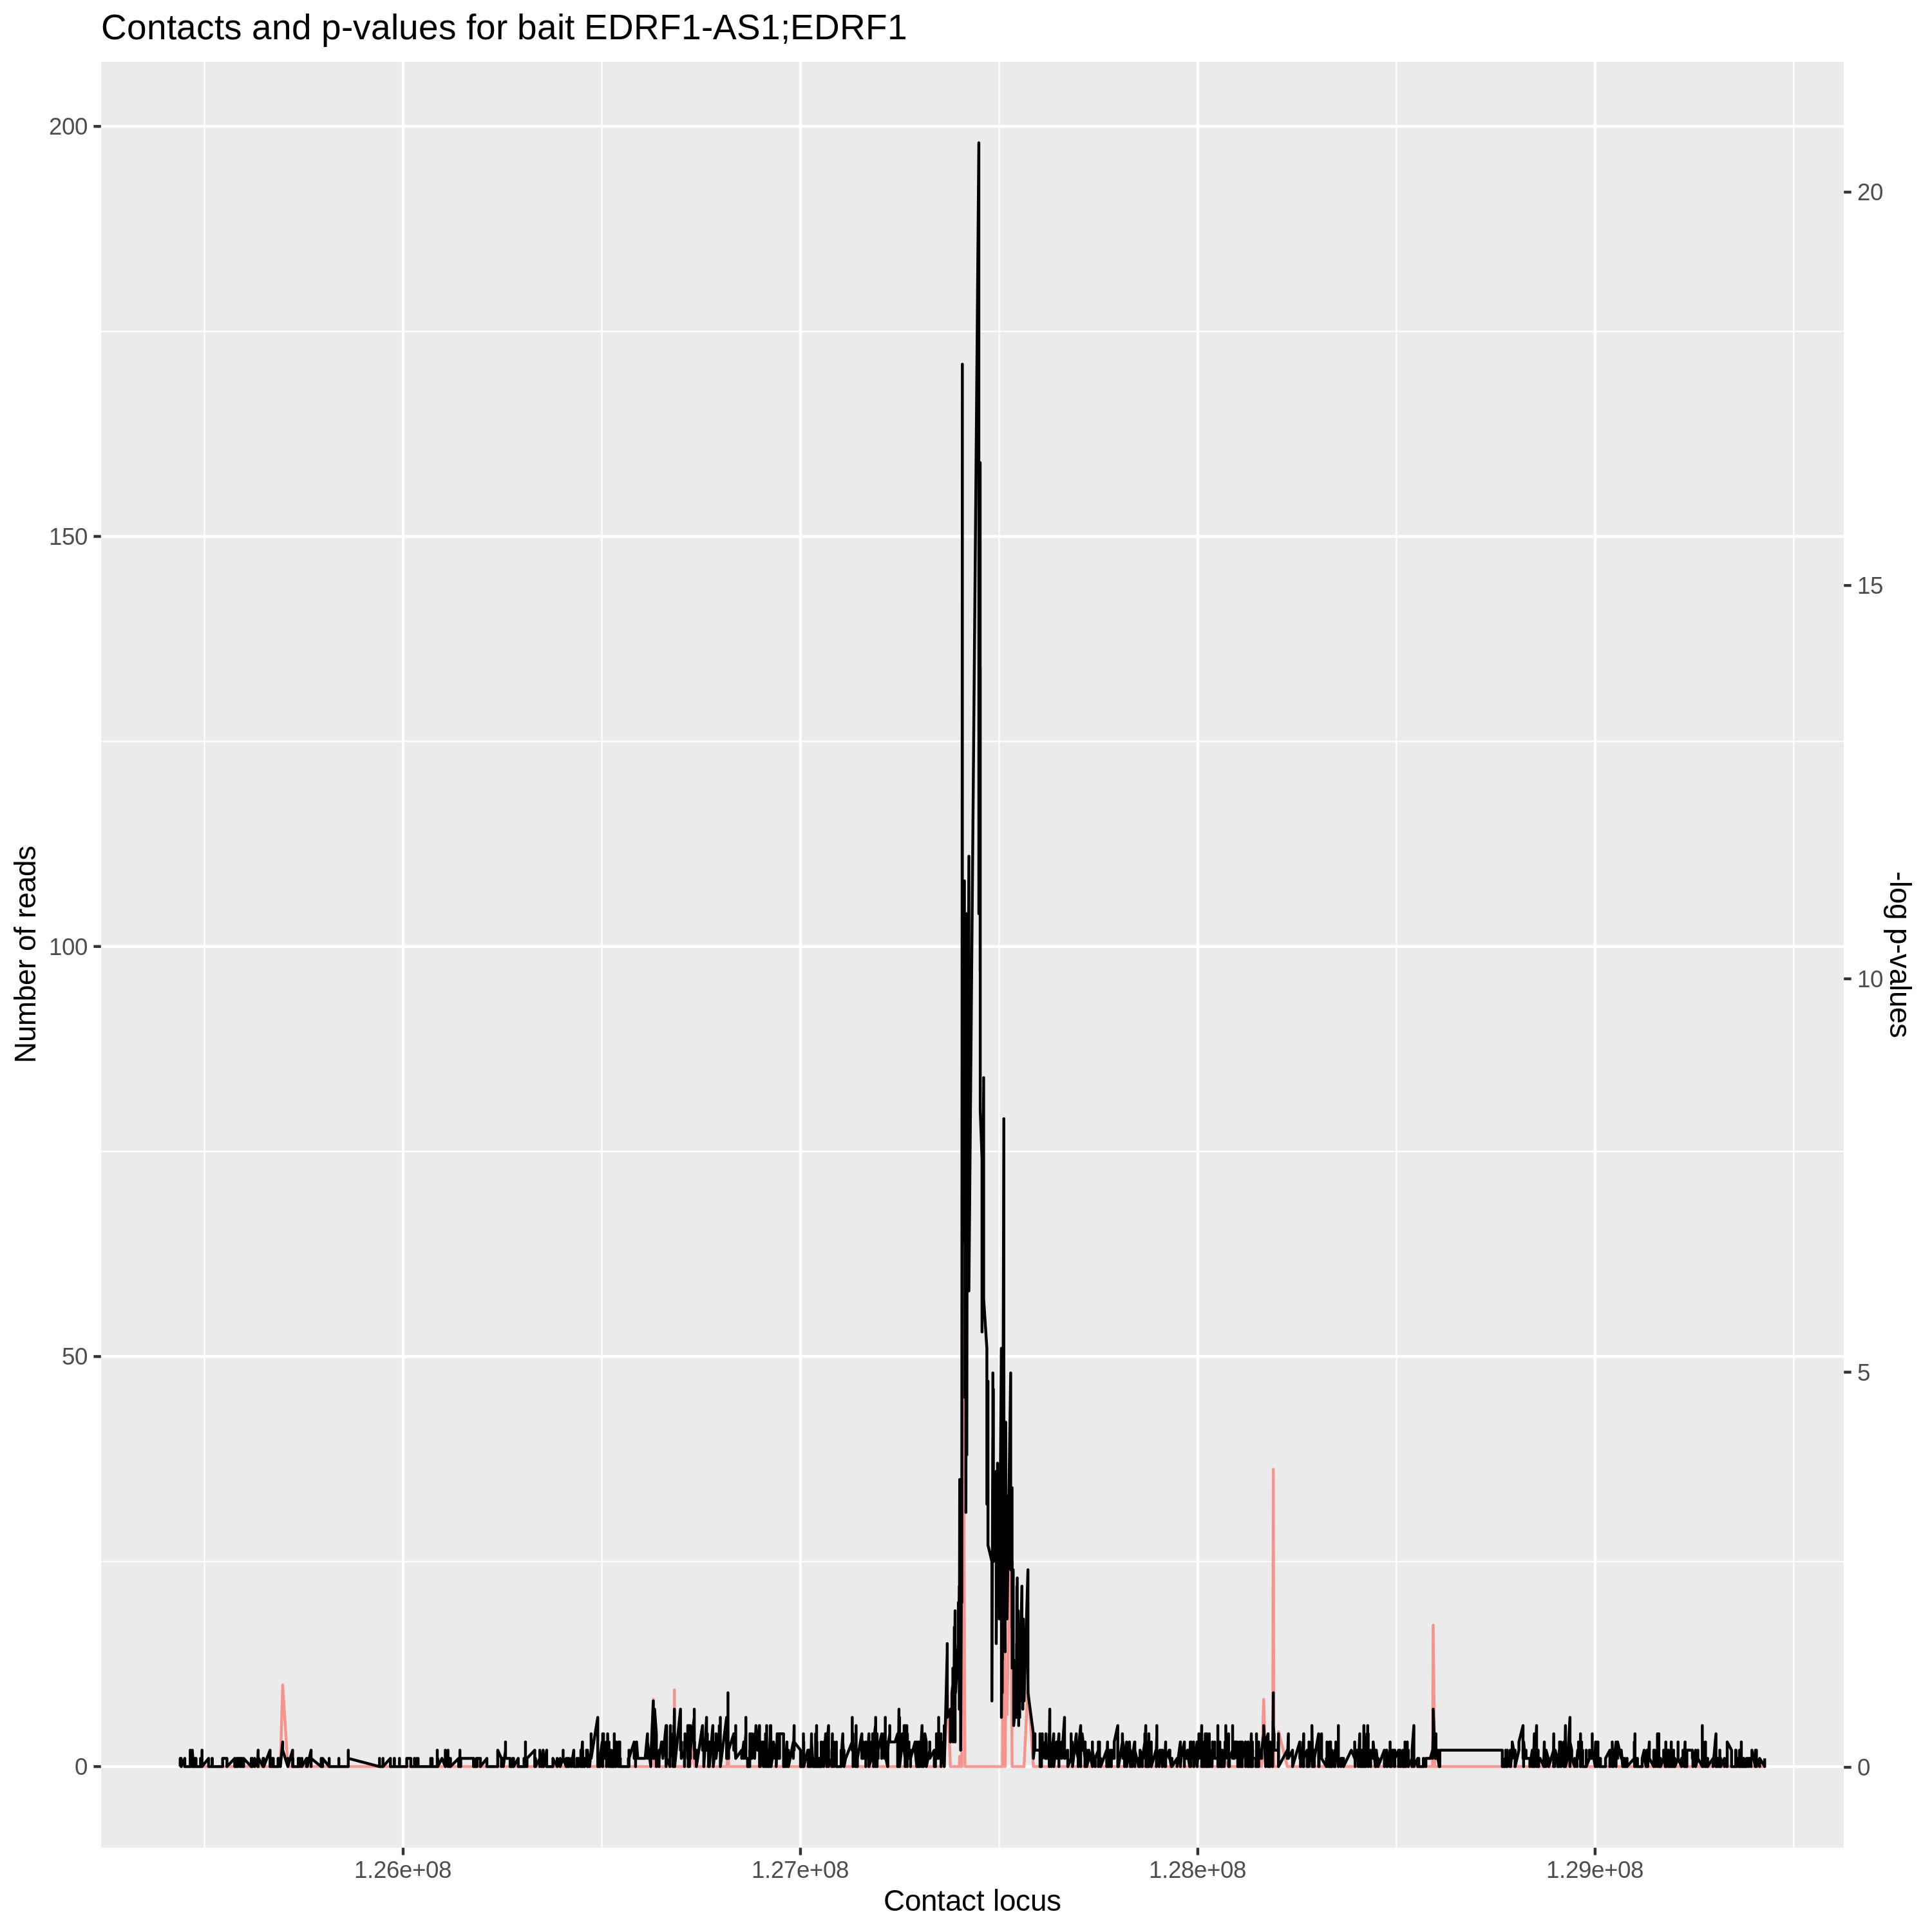 Contacts and p-values for bait EDRF1-AS1;EDRF1
200
150
100
50
0
Number of reads
20
15
10
5
0
-log p-values
1.26e+08
1.27e+08
1.28e+08
1.29e+08
Contact locus